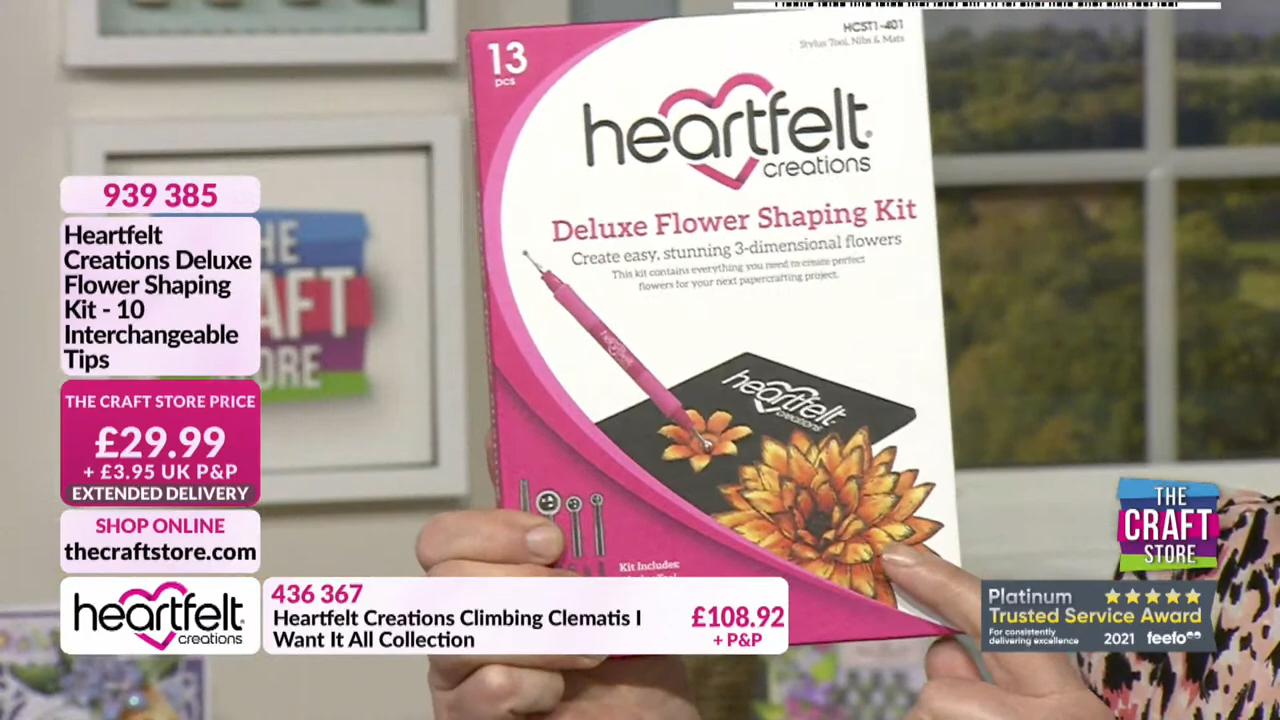 HCST1-401
Stylus Tool, Nibs & Mats
13
pcs
heartfelt
creations
Deluxe Flower Shaping Kit
Create easy, stunning 3-dimensional flowers
This kit contains everything you need to create perfect
flowers for your next papercrafting project.
heartfelt
heartfelt
creations
Kit Includes:
THE
CRAFT
STORE
939 385
Heartfelt
Creations Deluxe
Flower Shaping
Kit - 10
Interchangeable
Tips
THE CRAFT STORE PRICE
£29.99
+ £3.95 UK P&P
EXTENDED DELIVERY
SHOP ONLINE
thecraftstore.com
heartfelt
creations
436 367
Heartfelt Creations Climbing Clematis I
Want It All Collection
£108.92
+ P&P
THE
CRAFT
STORE
Platinum
Trusted Service Award
For consistently
delivering excellence
2021 feefo